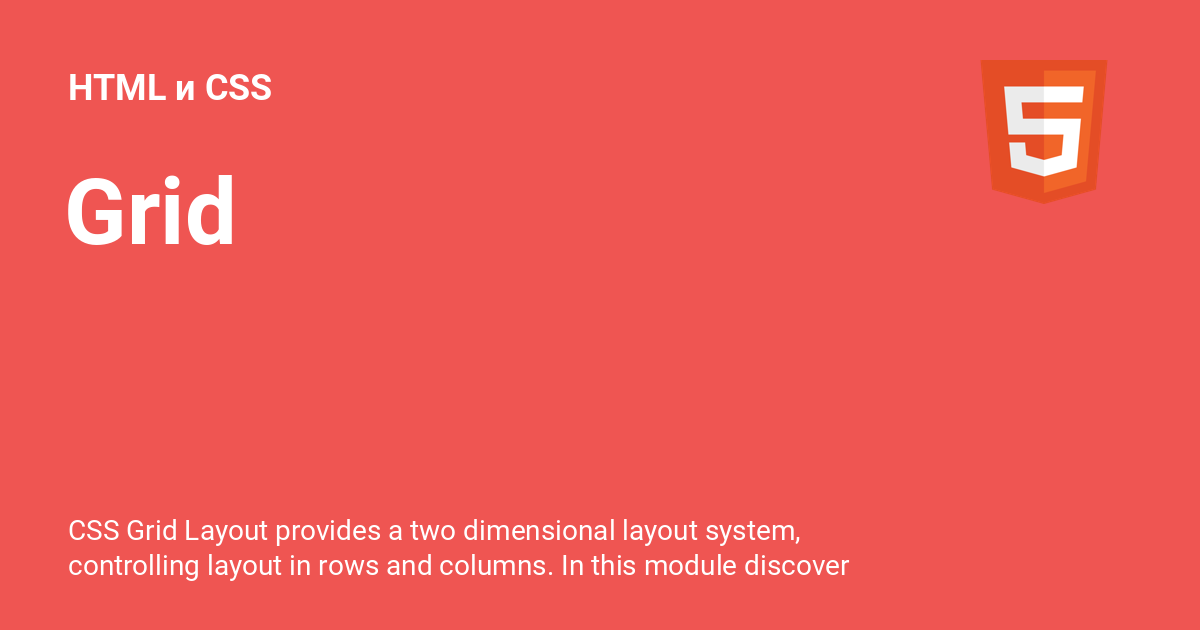 HTML и CSS
Grid
CSS Grid Layout provides a two dimensional layout system,
controlling layout in rows and columns. In this module discover